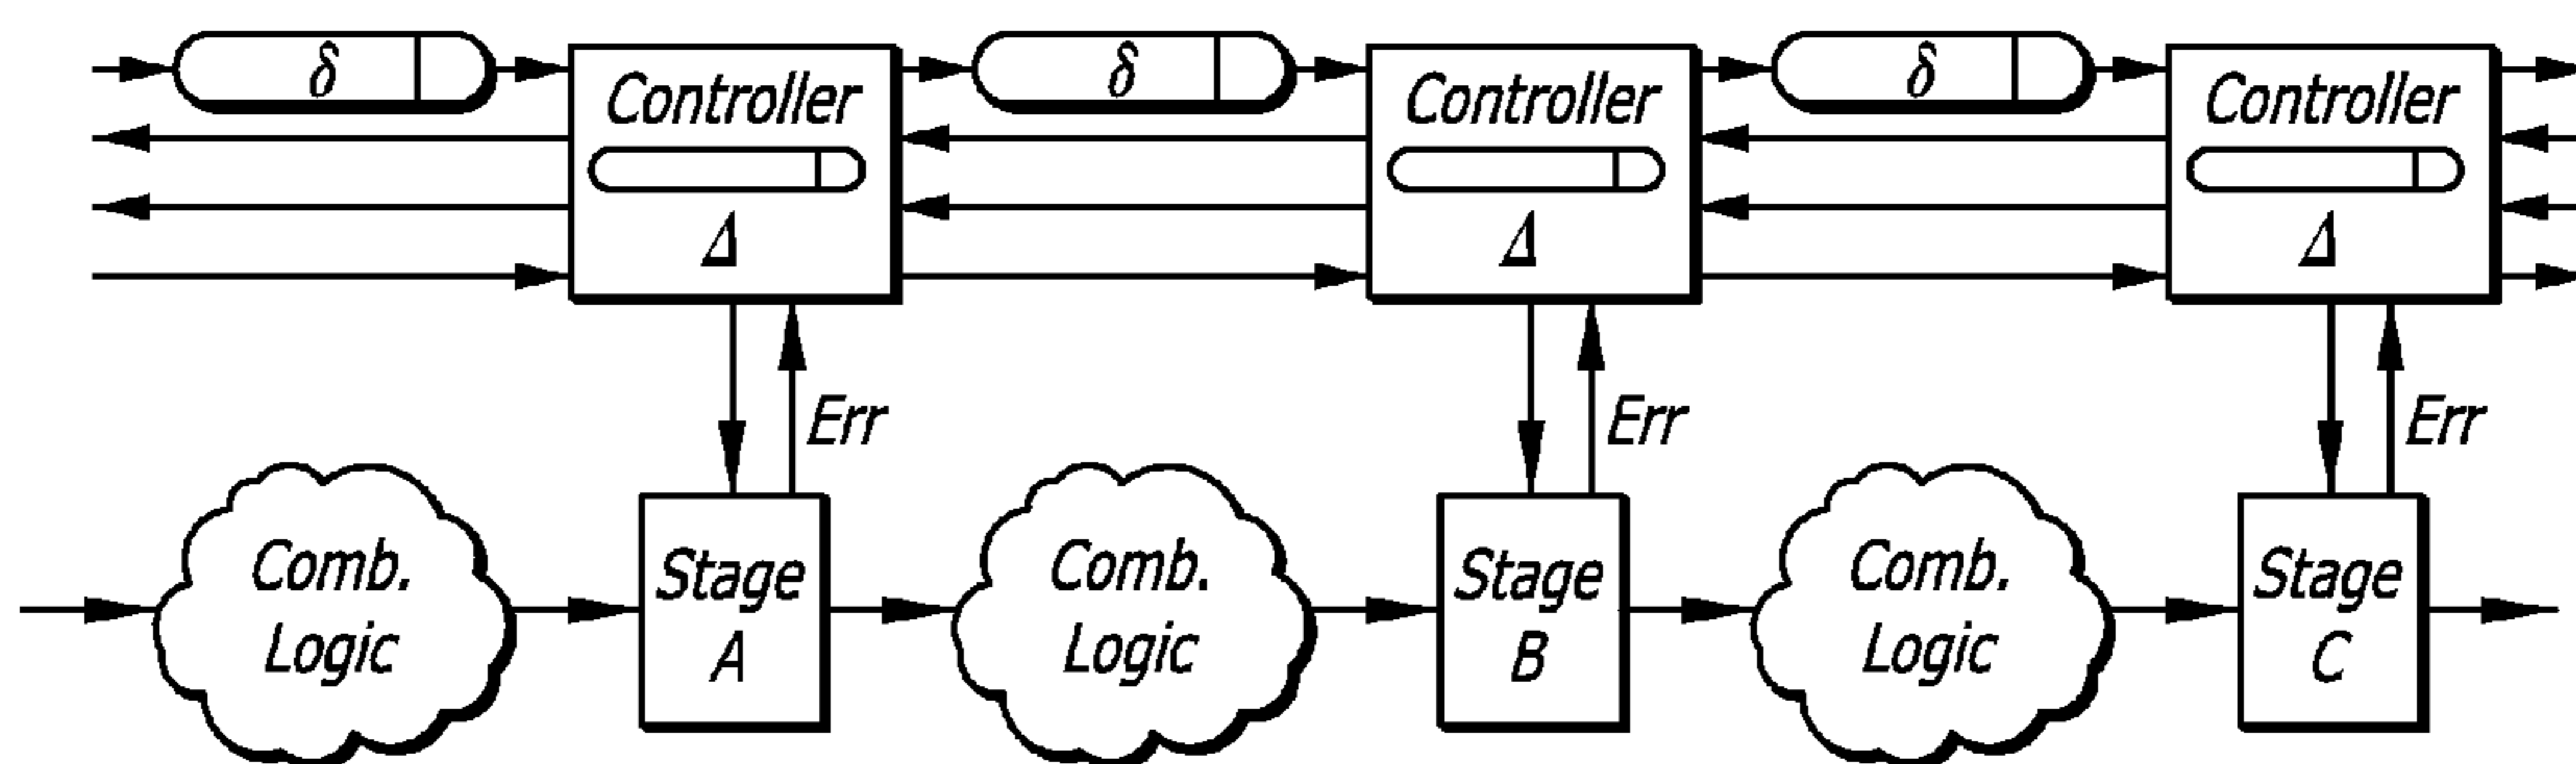 δ δ δ
Controller Controller Controller
Δ Δ Δ
Err Err Err
Comb. Logic
Stage A
Comb. Logic
Stage B
Comb. Logic
Stage C